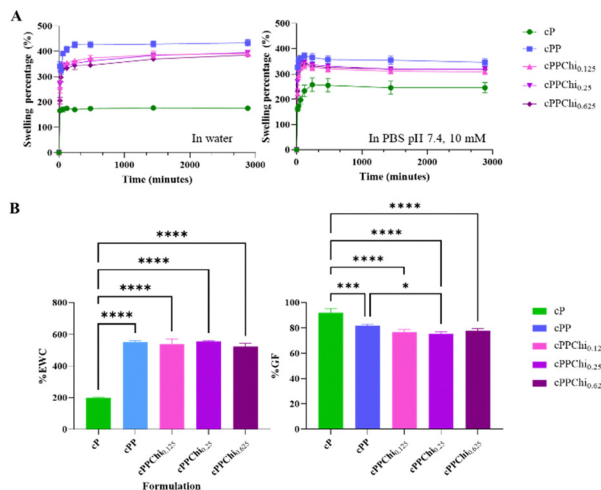 A
Swelling percentage (%)
500
400
300
200
100
0
In water
0
1000
2000
3000
Time (minutes)
Swelling percentage (%)
500
400
300
200
100
0
In PBS pH 7.4, 10 mM
0
1000
2000
3000
Time (minutes)
cP
cPP
cPPChi0.125
cPPChi0.25
cPPChi0.625
B
%EWC
800
600
400
200
0
****
****
****
****
cP
cPP
cPPChi0.125
cPPChi0.25
cPPChi0.625
Formulation
%GF
100
80
60
40
20
0
****
****
****
***
*
cP
cPP
cPPChi0.125
cPPChi0.25
cPPChi0.625
cP
cPP
cPPChi0.12
cPPChi0.25
cPPChi0.62